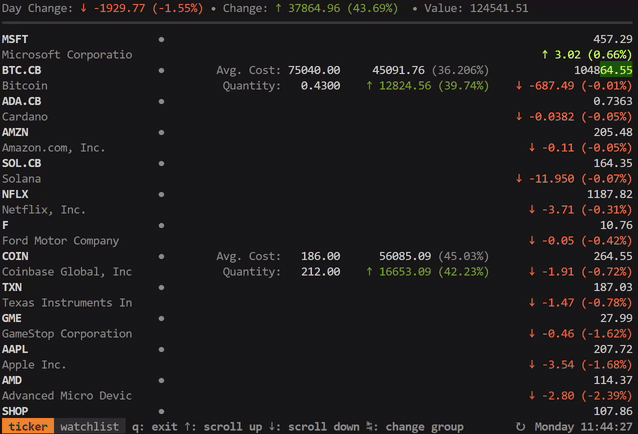 Day Change: ↓ -1929.77 (-1.55%) • Change: ↑ 37864.96 (43.69%) • Value: 124541.51
MSFT • 457.29
Microsoft Corporatio ↑ 3.02 (0.66%)
BTC.CB • Avg. Cost: 75040.00 45091.76 (36.206%) 104864.55
Bitcoin Quantity: 0.4300 ↑ 12824.56 (39.74%) ↓ -687.49 (-0.01%)
ADA.CB • 0.7363
Cardano ↓ -0.0382 (-0.05%)
AMZN • 205.48
Amazon.com, Inc. ↓ -0.11 (-0.05%)
SOL.CB • 164.35
Solana ↓ -11.950 (-0.07%)
NFLX • 1187.82
Netflix, Inc. ↓ -3.71 (-0.31%)
F • 10.76
Ford Motor Company ↓ -0.05 (-0.42%)
COIN • Avg. Cost: 186.00 56085.09 (45.03%) 264.55
Coinbase Global, Inc Quantity: 212.00 ↑ 16653.09 (42.23%) ↓ -1.91 (-0.72%)
TXN • 187.03
Texas Instruments In ↓ -1.47 (-0.78%)
GME • 27.99
GameStop Corporation ↓ -0.46 (-1.62%)
AAPL • 207.72
Apple Inc. ↓ -3.54 (-1.68%)
AMD • 114.37
Advanced Micro Devic ↓ -2.80 (-2.39%)
SHOP • 107.86
ticker watchlist q: exit ↑: scroll up ↓: scroll down ↹: change group ↻ Monday 11:44:27